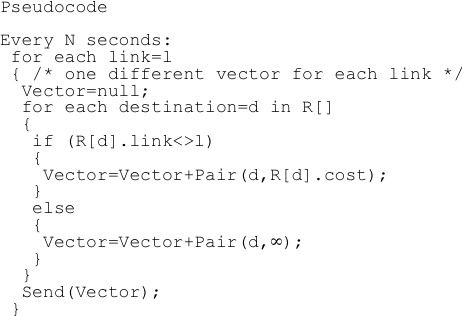 Pseudocode
Every N seconds:
for each link=l
{ /* one different vector for each link */
Vector=null;
for each destination=d in R[]
{
if (R[d].link<>l)
{
Vector=Vector+Pair(d,R[d].cost);
}
else
{
Vector=Vector+Pair(d,∞);
}
}
Send(Vector);
}